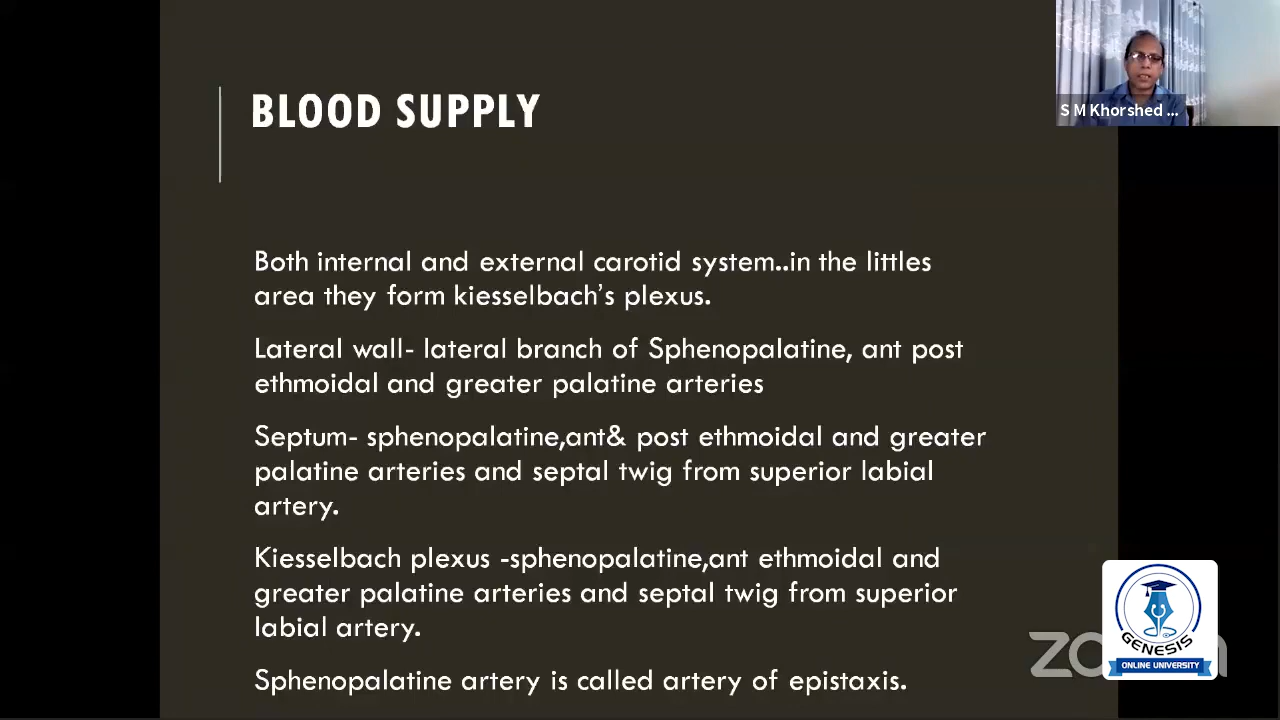 BLOOD SUPPLY
S M Khorshed ...
Both internal and external carotid system..in the littles
area they form kiesselbach's plexus.
Lateral wall- lateral branch of Sphenopalatine, ant post
ethmoidal and greater palatine arteries
Septum- sphenopalatine,ant& post ethmoidal and greater
palatine arteries and septal twig from superior labial
artery.
Kiesselbach plexus -sphenopalatine,ant ethmoidal and
greater palatine arteries and septal twig from superior
labial artery.
Sphenopalatine artery is called artery of epistaxis.
GENESIS
ONLINE UNIVERSITY